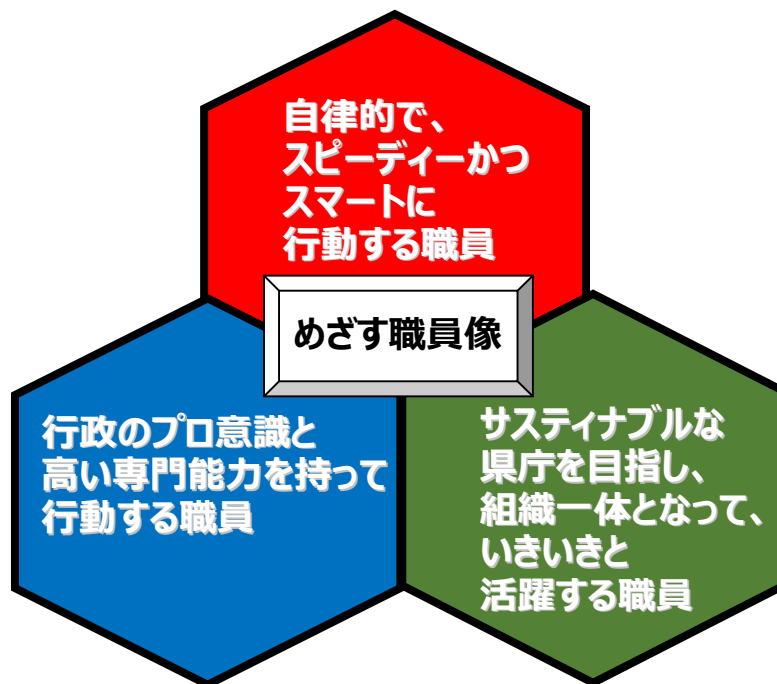 自律的で、
スピーディーかつ
スマートに
行動する職員
めざす職員像
行政のプロ意識と
高い専門能力を持って
行動する職員
サスティナブルな
県庁を目指し、
組織一体となって、
いきいきと
活躍する職員